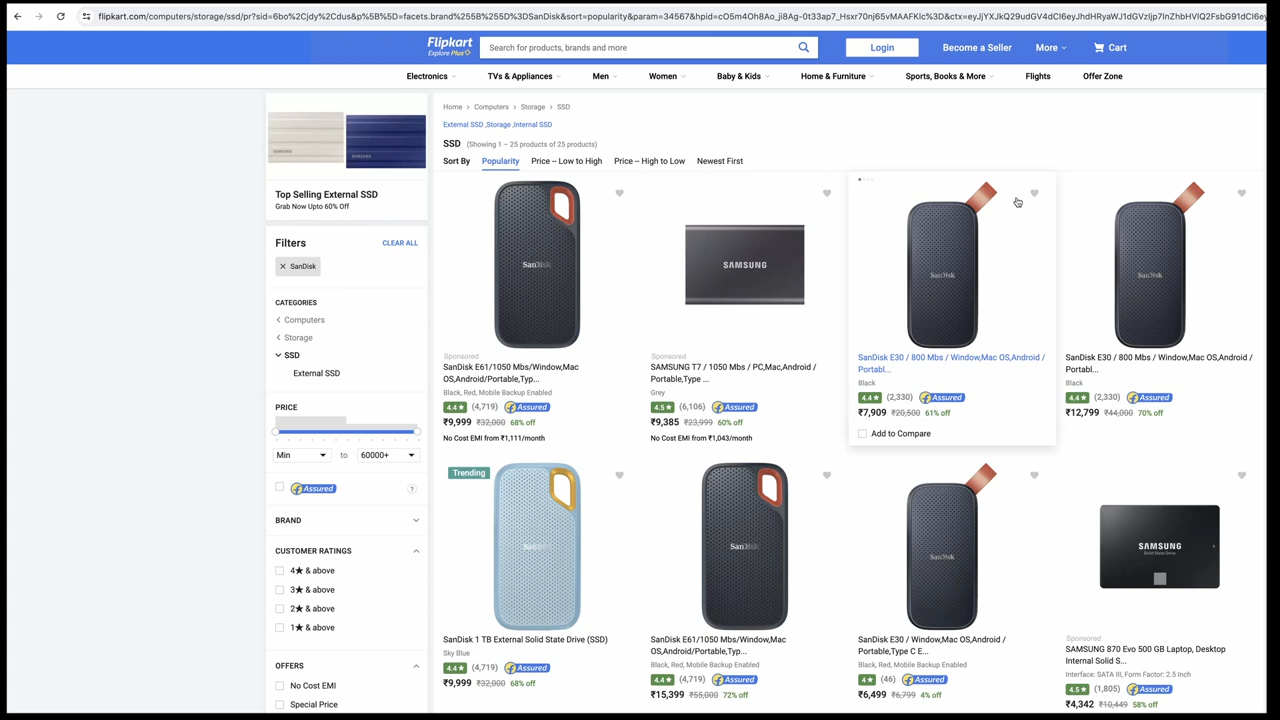 flipkart.com/computers/storage/ssd/pr?sid=6bo%2Cjdy%2Cdus&p%5B%5D=facets.brand%255B%255D%3DSanDisk&sort=popularity&param=34567&hpid=cO5m4Oh8Ao_ji8Ag-0t33ap7_Hsxr70nj65vMAAFKlc%3D&ctx=
Flipkart
Explore Plus
Search for products, brands and more
Login
Become a Seller
More
Cart
Electronics
TVs & Appliances
Men
Women
Baby & Kids
Home & Furniture
Sports, Books & More
Flights
Offer Zone
SAMSUNG
SAMSUNG
Top Selling External SSD
Grab Now Upto 60% Off
Filters
CLEAR ALL
SanDisk
CATEGORIES
Computers
Storage
SSD
External SSD
PRICE
Min
to
60000+
Assured
?
BRAND
CUSTOMER RATINGS
4★ & above
3★ & above
2★ & above
1★ & above
OFFERS
No Cost EMI
Special Price
Home > Computers > Storage > SSD
External SSD ,Storage ,Internal SSD
SSD (Showing 1 – 25 products of 25 products)
Sort By Popularity Price -- Low to High Price -- High to Low Newest First
SanDisk
Sponsored
SanDisk E61/1050 Mbs/Window,Mac
OS,Android/Portable,Typ...
Black, Red, Mobile Backup Enabled
4.4 ★ (4,719) Assured
₹9,999 ₹32,000 68% off
No Cost EMI from ₹1,111/month
SAMSUNG
Sponsored
SAMSUNG T7 / 1050 Mbs / PC,Mac,Android /
Portable,Type ...
Grey
4.5 ★ (6,106) Assured
₹9,385 ₹23,999 60% off
No Cost EMI from ₹1,043/month
SanDisk
SanDisk E30 / 800 Mbs / Window,Mac OS,Android /
Portabl...
Black
4.4 ★ (2,330) Assured
₹7,909 ₹20,500 61% off
Add to Compare
SanDisk
SanDisk E30 / 800 Mbs / Window,Mac OS,Android /
Portabl...
Black
4.4 ★ (2,330) Assured
₹12,799 ₹44,000 70% off
Trending
SanDisk
SanDisk 1 TB External Solid State Drive (SSD)
Sky Blue
4.4 ★ (4,719) Assured
₹9,999 ₹32,000 68% off
SanDisk
SanDisk E61/1050 Mbs/Window,Mac
OS,Android/Portable,Typ...
Black, Red, Mobile Backup Enabled
4.4 ★ (4,719) Assured
₹15,399 ₹55,000 72% off
SanDisk
SanDisk E30 / Window,Mac OS,Android /
Portable,Type C E...
Black, Red, Mobile Backup Enabled
4 ★ (46) Assured
₹6,499 ₹6,799 4% off
SAMSUNG
Solid State Drive
Sponsored
SAMSUNG 870 Evo 500 GB Laptop, Desktop
Internal Solid S...
Interface: SATA III, Form Factor: 2.5 Inch
4.5 ★ (1,805) Assured
₹4,342 ₹10,449 58% off